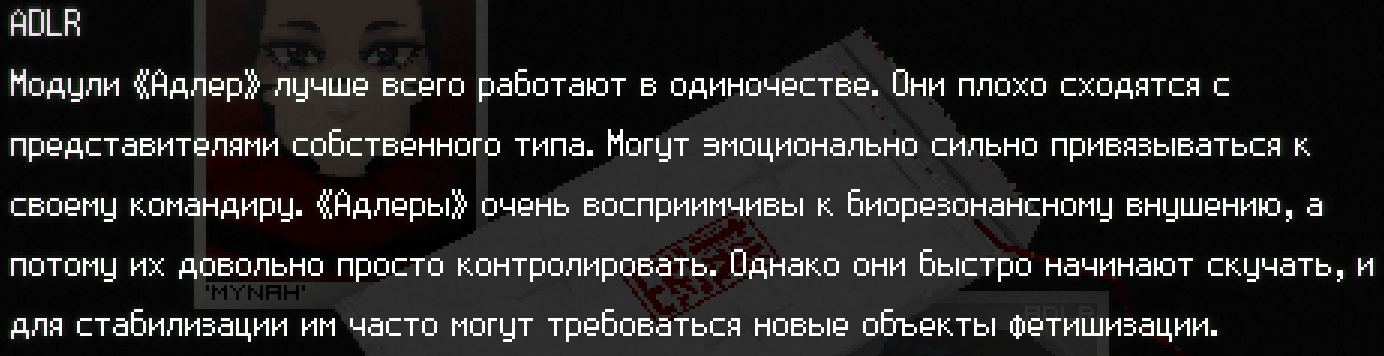 ADLR
Модули 《Адлер》 лучше всего работают в одиночестве. Они плохо сходятся с
представителями собственного типа. Могут эмоционально сильно привязываться к
своему командиру. 《Адлеры》 очень восприимчивы к биорезонансному внушению, а
потому их довольно просто контролировать. Однако они быстро начинают скучать, и
для стабилизации им часто могут требоваться новые объекты фетишизации.
'MYNAH'
ADLR